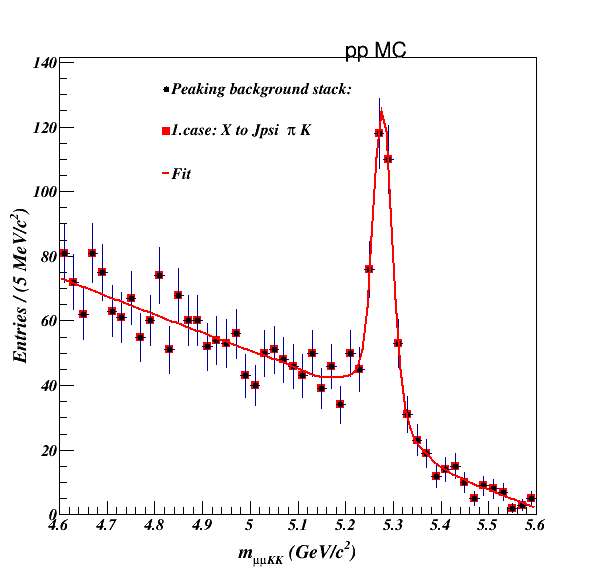 pp MC
Peaking background stack:
1.case: X to Jpsi π K
Fit
Entries / (5 MeV/c²)
140
120
100
80
60
40
20
0
4.6 4.7 4.8 4.9 5 5.1 5.2 5.3 5.4 5.5 5.6
m_μμKK (GeV/c²)